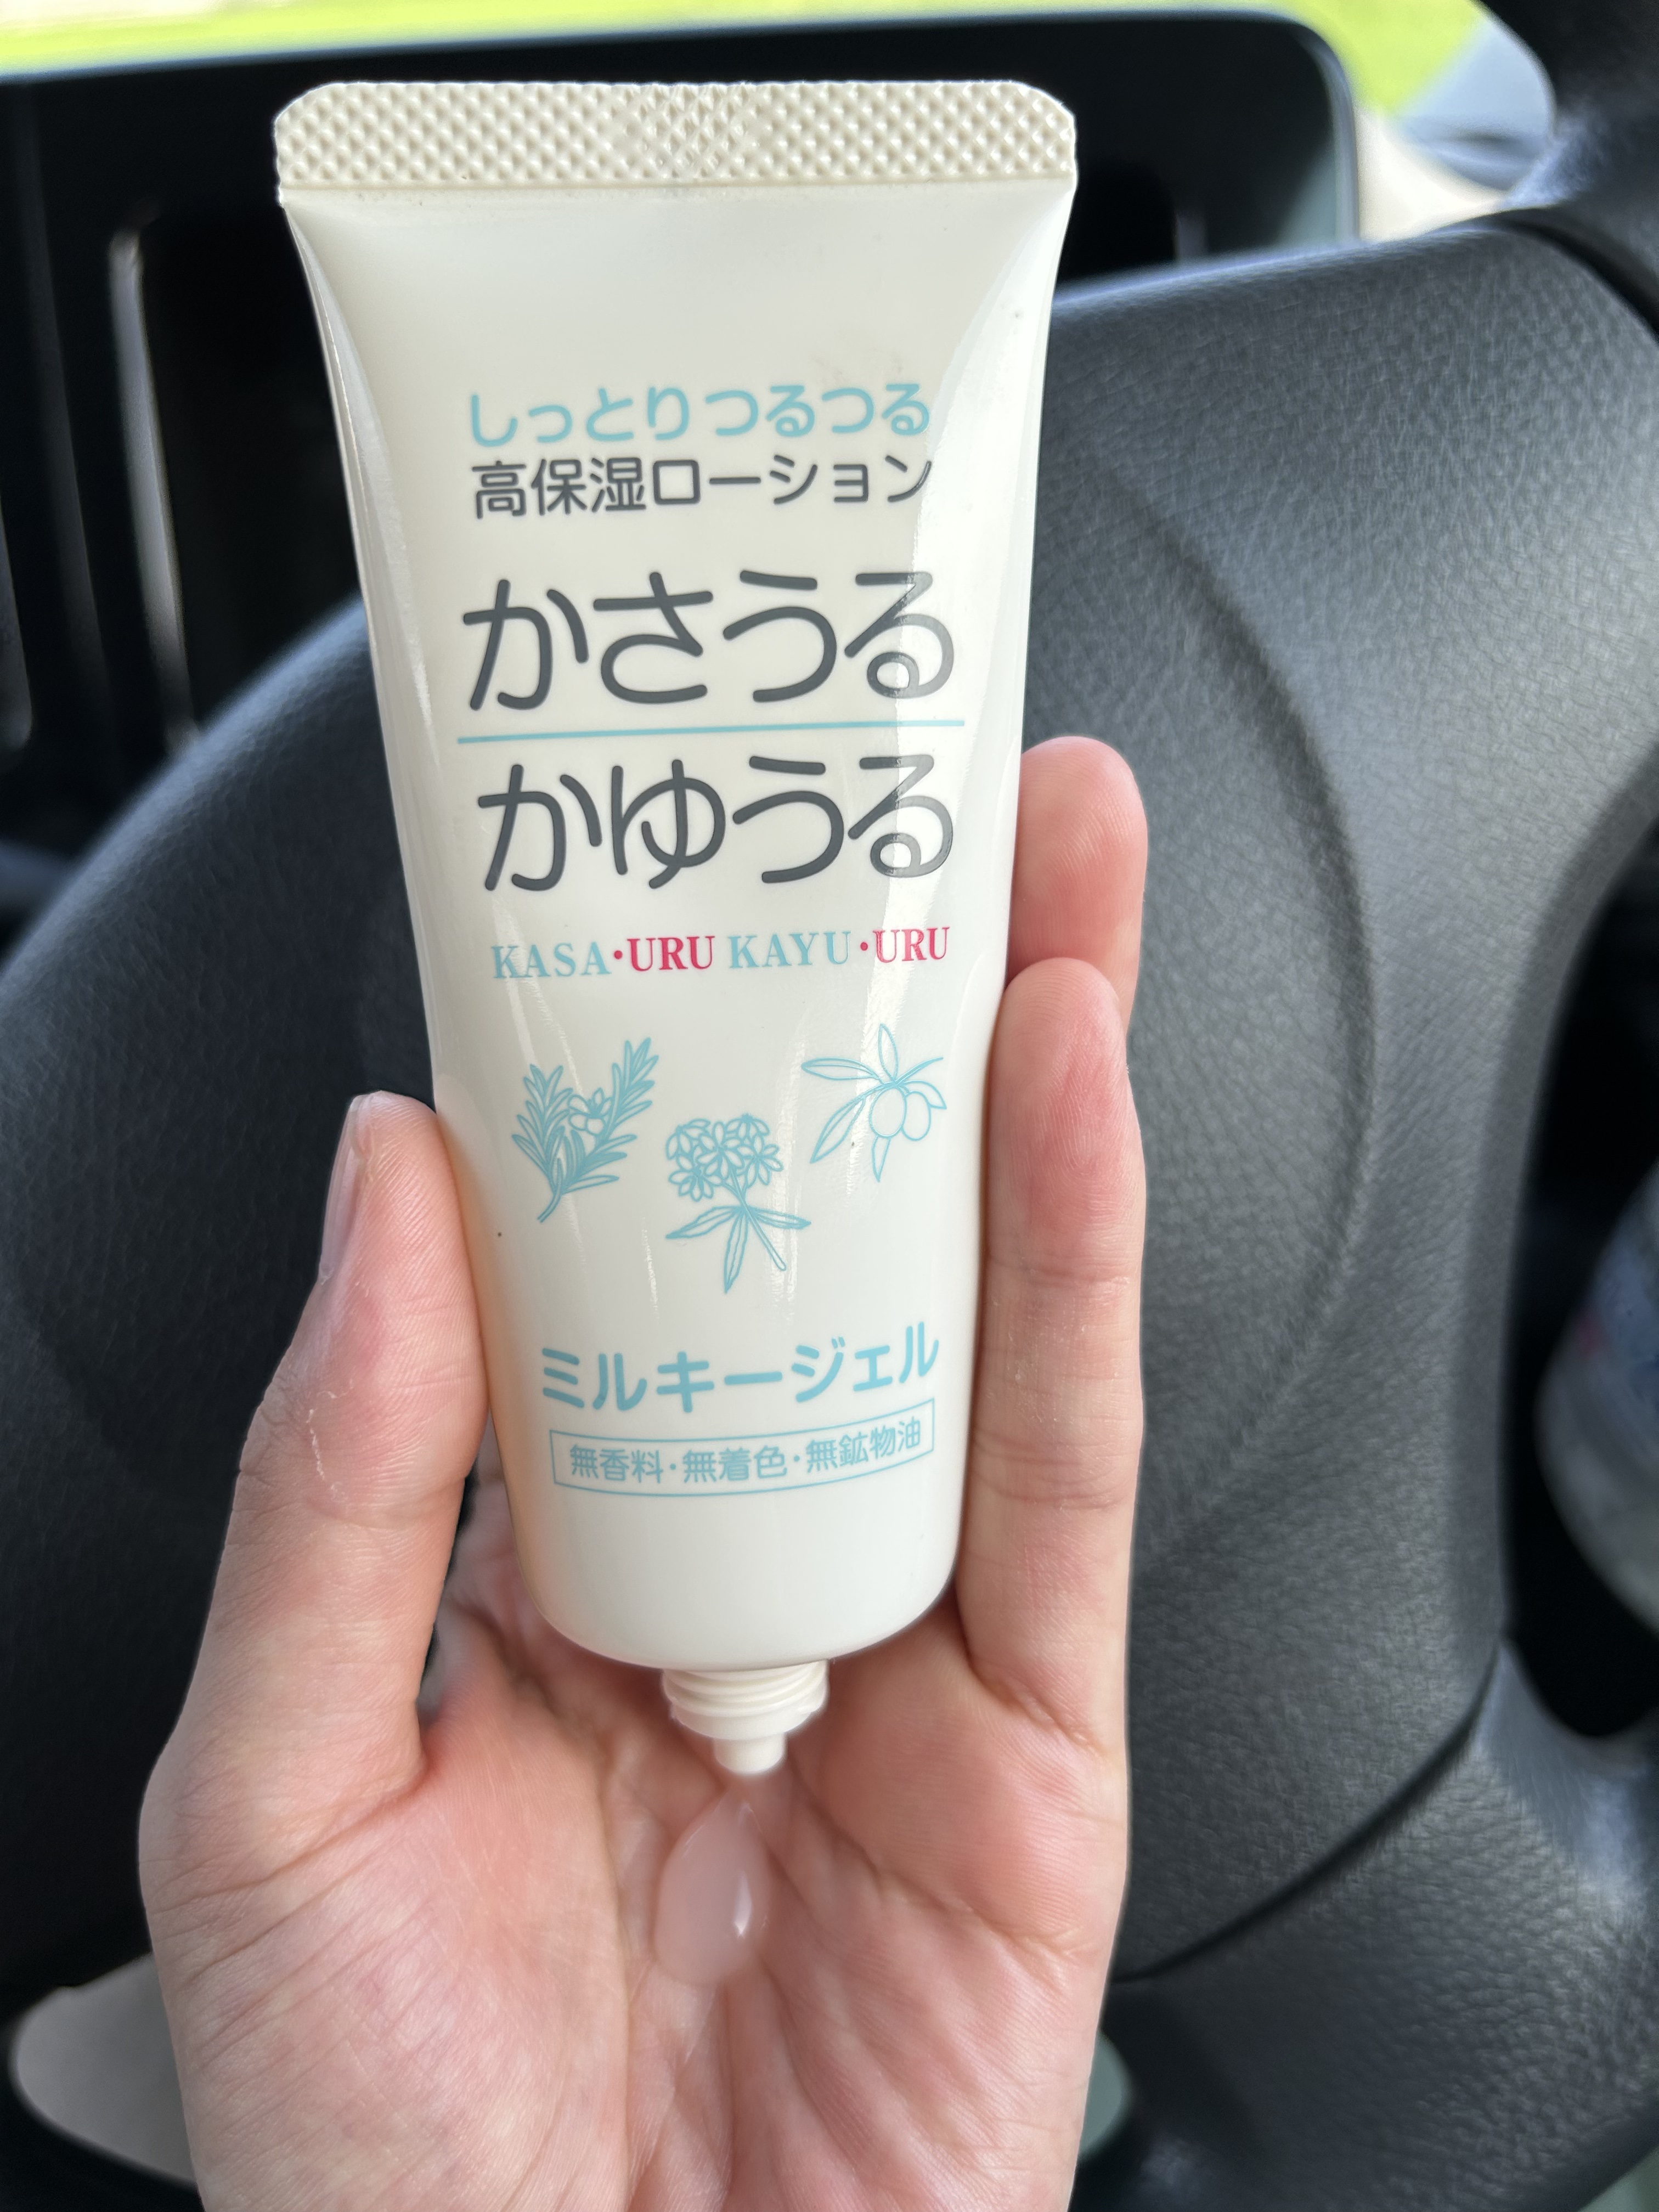 しっとりつるつる
高保湿ローション
かさうる
かゆうる
KASA・URU KAYU・URU
ミルキージェル
無香料・無着色・無鉱物油